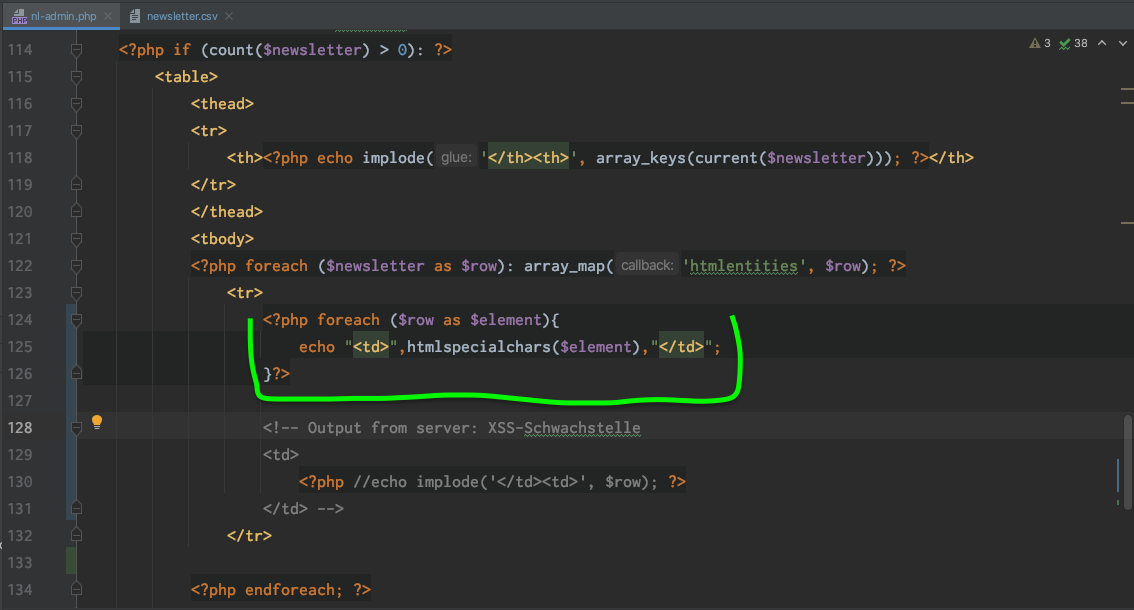 nl-admin.php
newsletter.csv
3 38
114 <?php if (count($newsletter) > 0): ?>
115 <table>
116 <thead>
117 <tr>
118 <th><?php echo implode( glue: '</th><th>', array_keys(current($newsletter))); ?></th>
119 </tr>
120 </thead>
121 <tbody>
122 <?php foreach ($newsletter as $row): array_map( callback: 'htmlentities', $row); ?>
123 <tr>
124 <?php foreach ($row as $element){
125 echo "<td>",htmlspecialchars($element),"</td>";
126 }?>
127
128 <!-- Output from server: XSS-Schwachstelle
129 <td>
130 <?php //echo implode('</td><td>', $row); ?>
131 </td> -->
132 </tr>
133
134 <?php endforeach; ?>